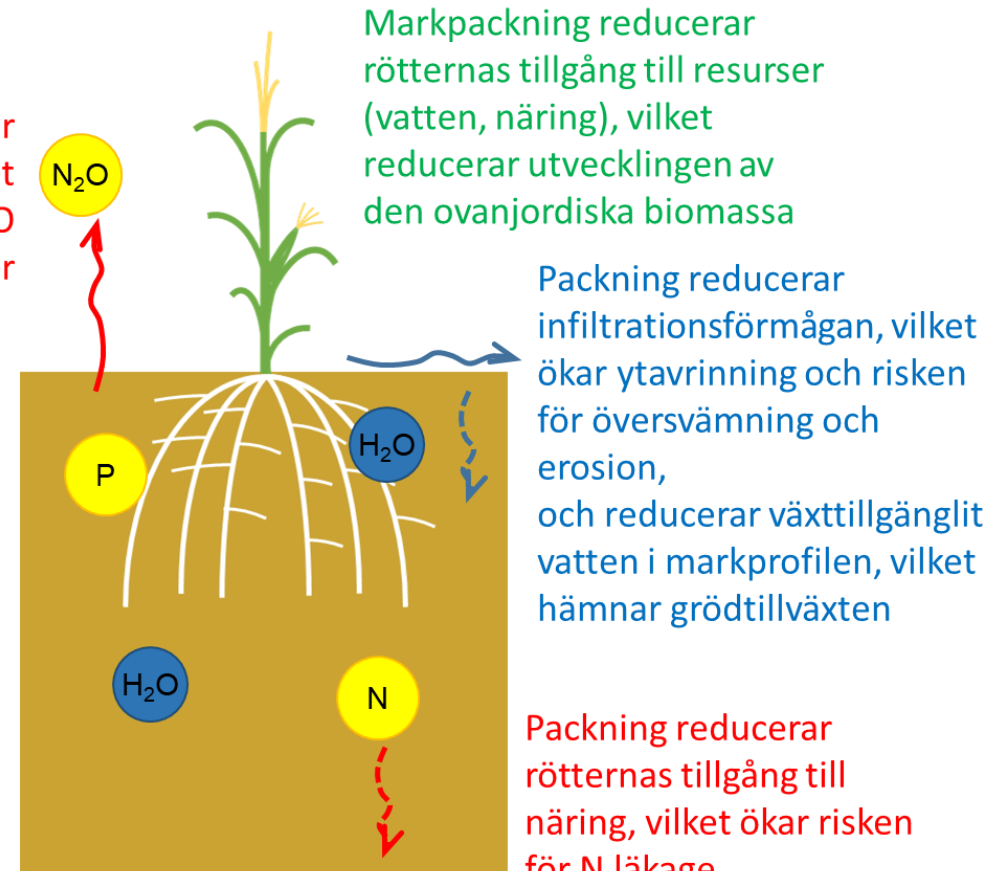 Markpackning reducerar
rötternas tillgång till resurser
(vatten, näring), vilket
reducerar utvecklingen av
den ovanjordiska biomassa
r
t
O
r
N₂O
Packning reducerar
infiltrationsförmågan, vilket
ökar ytavrinning och risken
för översvämning och
erosion,
och reducerar växttillgänglit
vatten i markprofilen, vilket
hämnar grödtillväxten
P
H₂O
H₂O
N
Packning reducerar
rötternas tillgång till
näring, vilket ökar risken
för N läkage